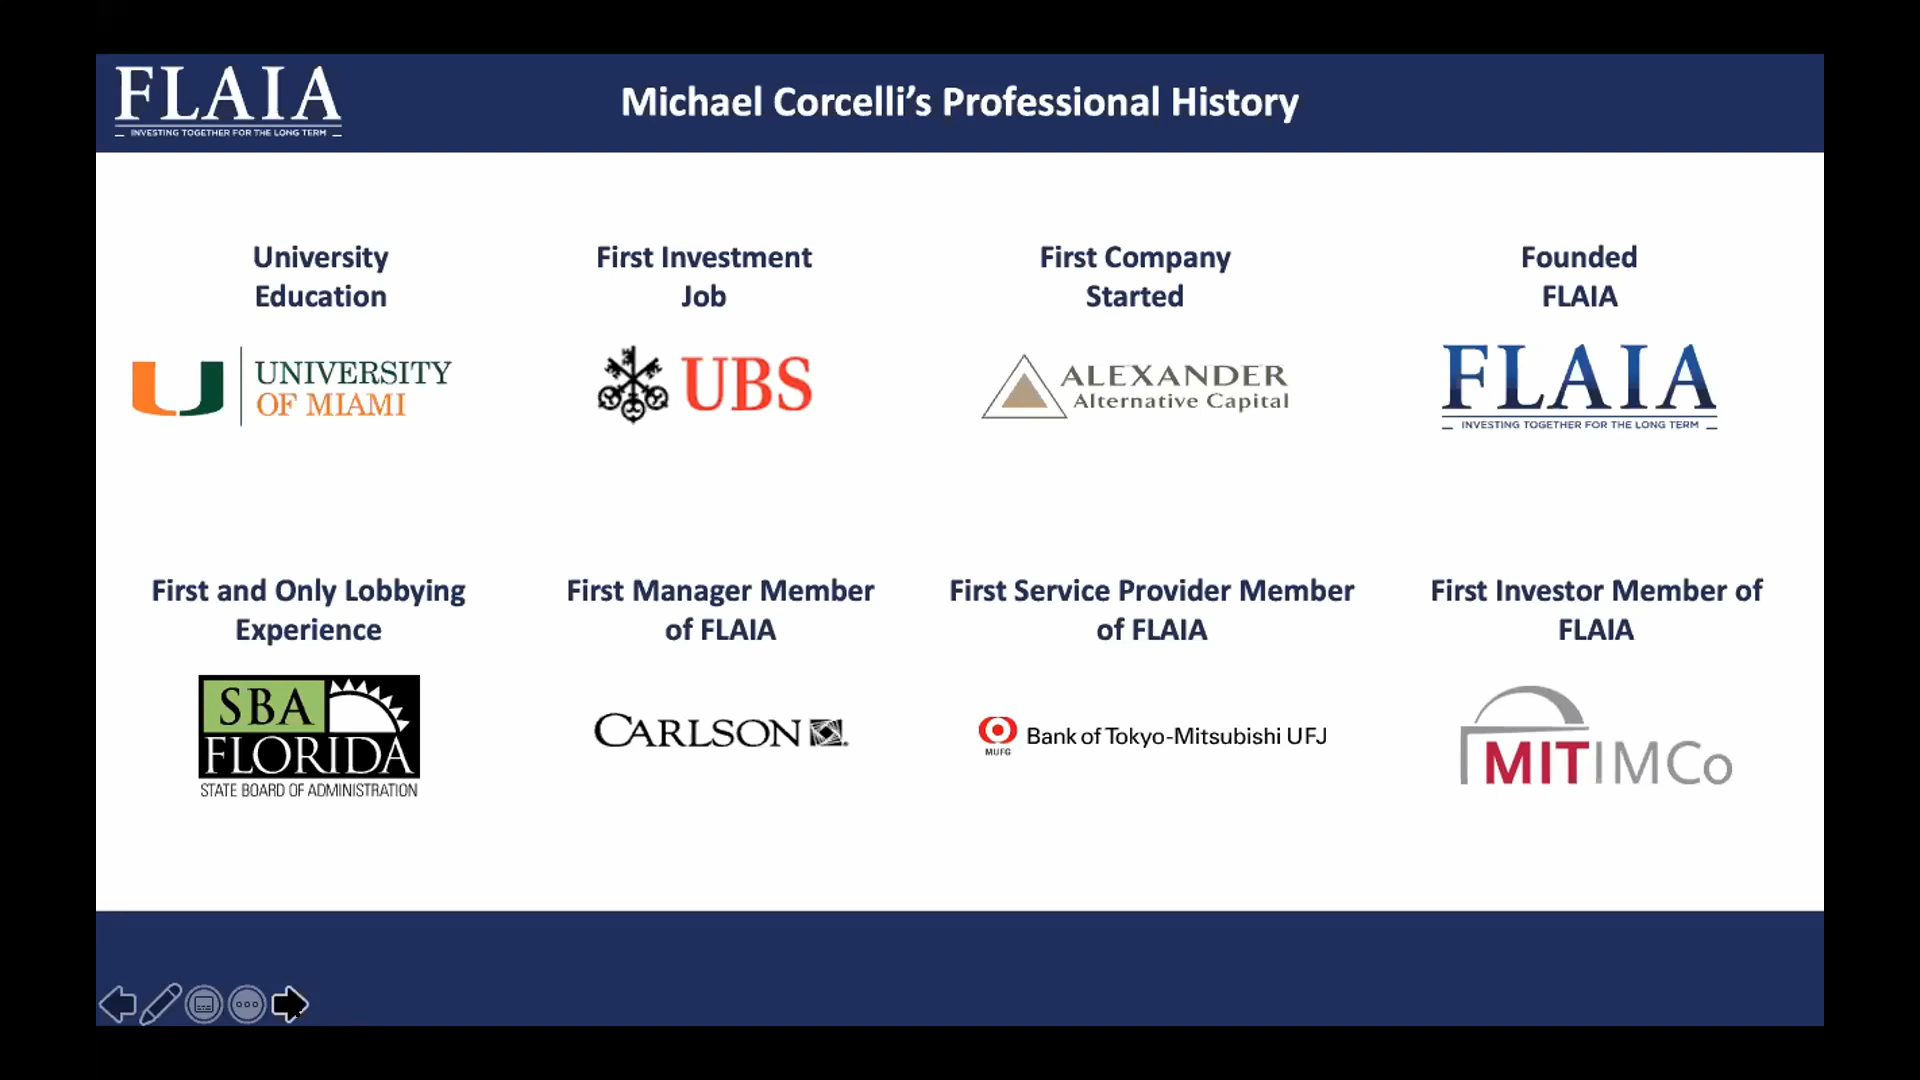 FLAIA
INVESTING TOGETHER FOR THE LONG TERM
Michael Corcelli’s Professional History
University
Education
UNIVERSITY
OF MIAMI
First Investment
Job
UBS
First Company
Started
ALEXANDER
Alternative Capital
Founded
FLAIA
FLAIA
INVESTING TOGETHER FOR THE LONG TERM
First and Only Lobbying
Experience
SBA
FLORIDA
STATE BOARD OF ADMINISTRATION
First Manager Member
of FLAIA
CARLSON
First Service Provider Member
of FLAIA
MUFG
Bank of Tokyo-Mitsubishi UFJ
First Investor Member of
FLAIA
MITIMCo